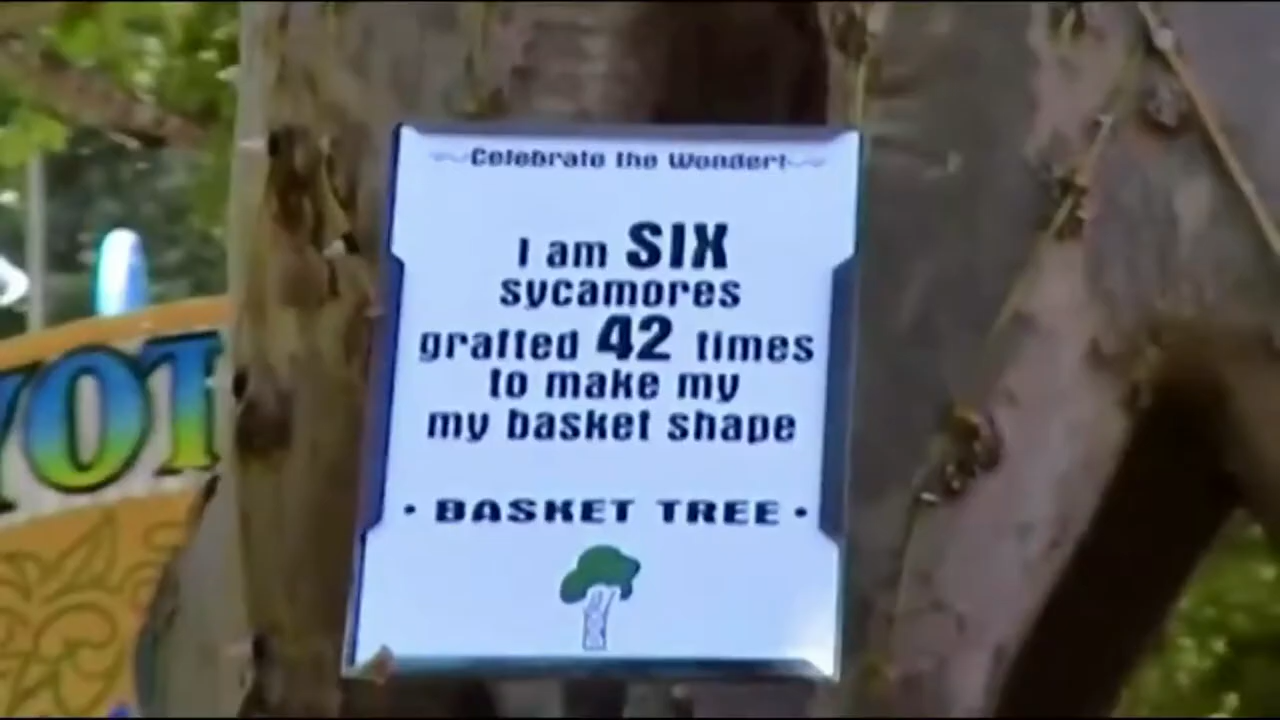 Celebrate the Wonder!
I am SIX
sycamores
grafted 42 times
to make my
my basket shape
• BASKET TREE •